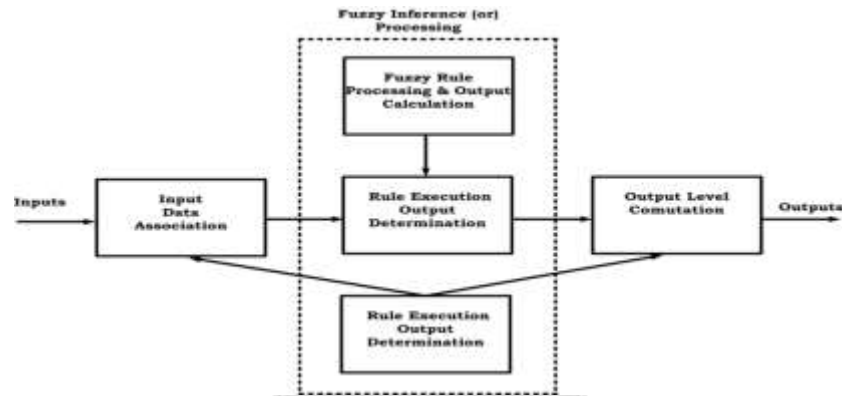 Fuzzy Inference (or)
Processing
Fuzzy Rule
Processing & Output
Calculation
Inputs
Input
Data
Association
Rule Execution
Output
Determination
Output Level
Comutation
Outputs
Rule Execution
Output
Determination